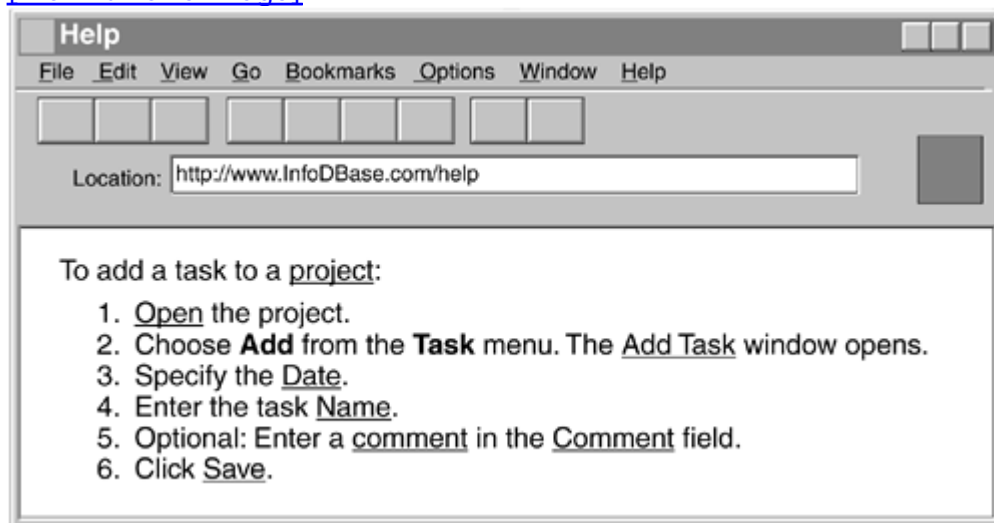 Help
File Edit View Go Bookmarks Options Window Help
Location: http://www.InfoDBase.com/help
To add a task to a project:
1. Open the project.
2. Choose Add from the Task menu. The Add Task window opens.
3. Specify the Date.
4. Enter the task Name.
5. Optional: Enter a comment in the Comment field.
6. Click Save.